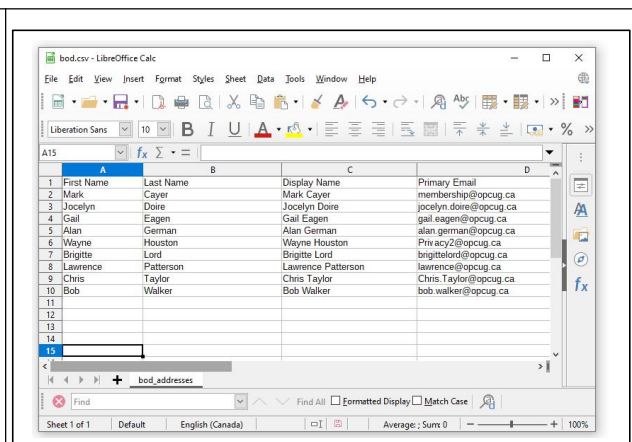 bod.csv - LibreOffice Calc
File Edit View Insert Format Styles Sheet Data Tools Window Help
Liberation Sans 10 B I U A %
A15 fx Σ =
A B C D
1 First Name Last Name Display Name Primary Email
2 Mark Cayer Mark Cayer membership@opcug.ca
3 Jocelyn Doire Jocelyn Doire jocelyn.doire@opcug.ca
4 Gail Eagen Gail Eagen gail.eagen@opcug.ca
5 Alan German Alan German alan.german@opcug.ca
6 Wayne Houston Wayne Houston Privacy2@opcug.ca
7 Brigitte Lord Brigitte Lord brigittelord@opcug.ca
8 Lawrence Patterson Lawrence Patterson lawrence@opcug.ca
9 Chris Taylor Chris Taylor Chris.Taylor@opcug.ca
10 Bob Walker Bob Walker bob.walker@opcug.ca
11
12
13
14
15
bod_addresses
Find Find All Formatted Display Match Case
Sheet 1 of 1 Default English (Canada) Average: ; Sum: 0 100%